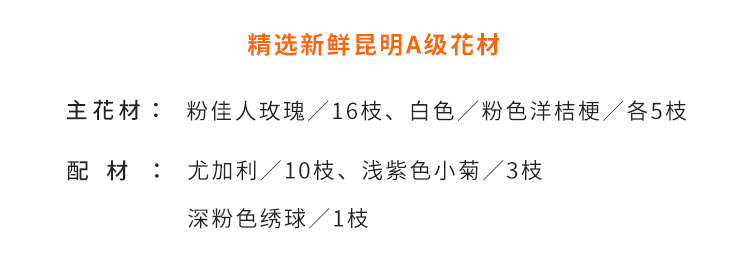 精选新鲜昆明A级花材
主花材：粉佳人玫瑰／16枝、白色／粉色洋桔梗／各5枝
配材：尤加利／10枝、浅紫色小菊／3枝
深粉色绣球／1枝